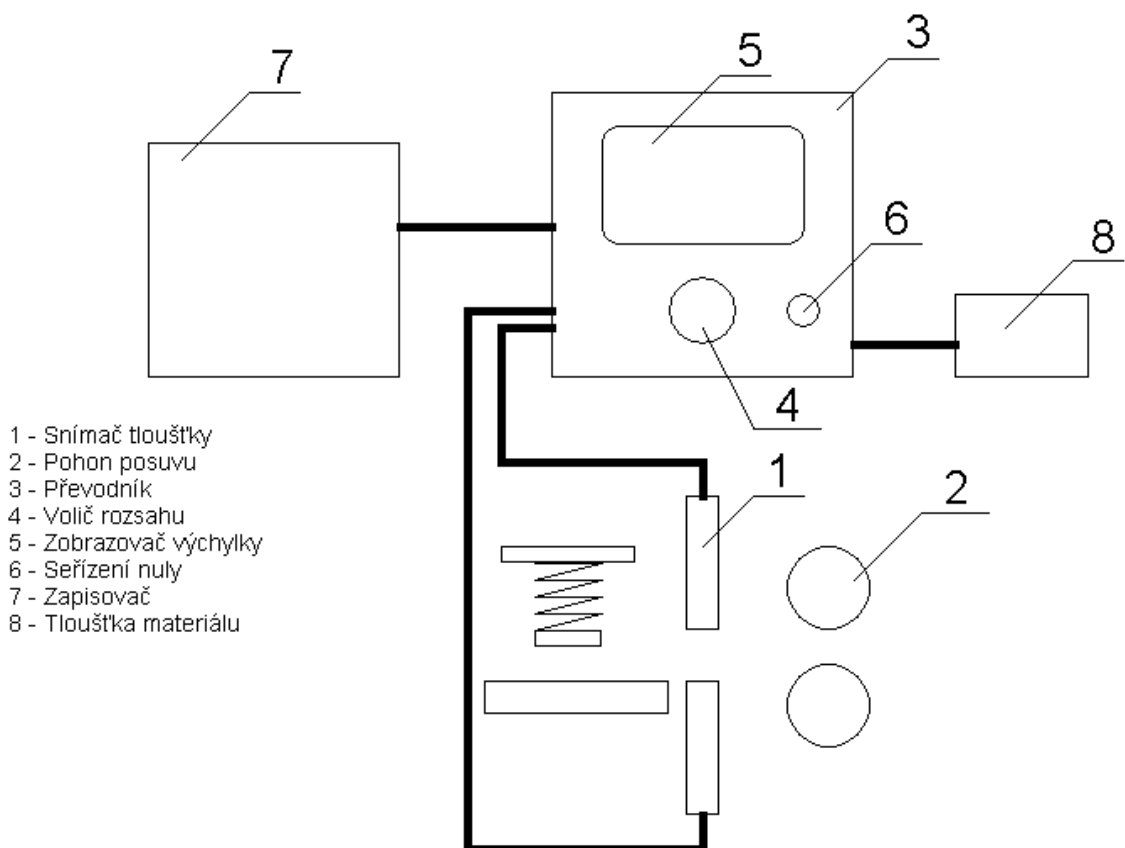 7
5
3
6
8
4
1
2
1 - Snímač tloušťky
2 - Pohon posuvu
3 - Převodník
4 - Volič rozsahu
5 - Zobrazovač výchylky
6 - Seřízení nuly
7 - Zapisovač
8 - Tloušťka materiálu